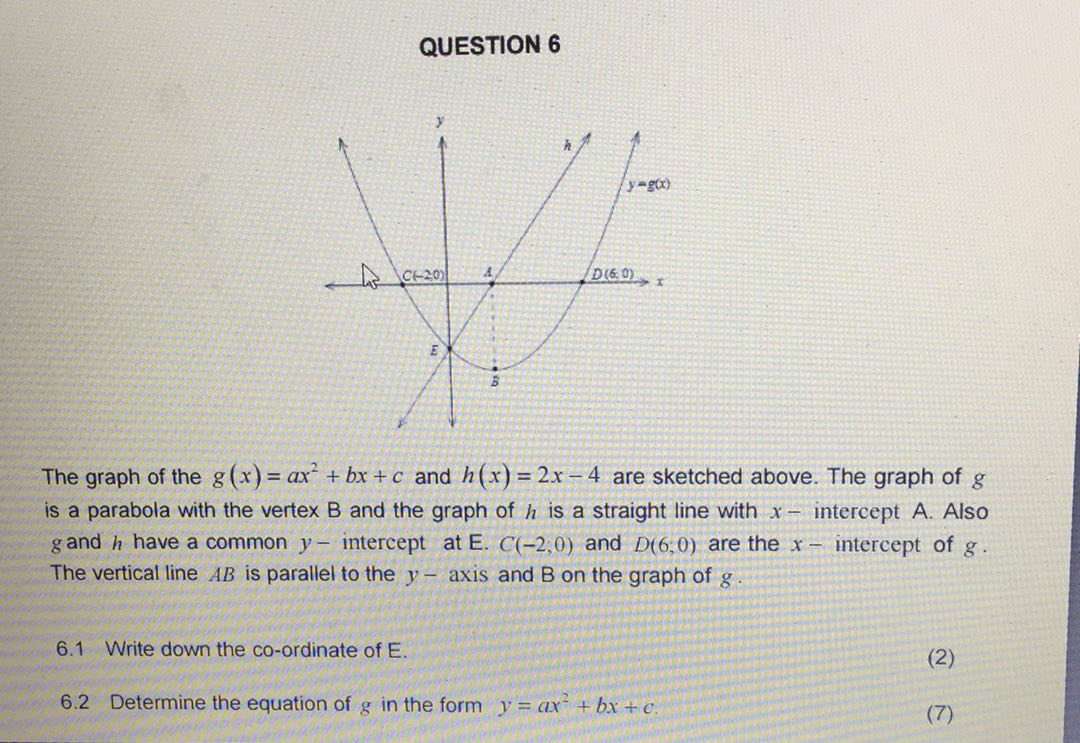 QUESTION 6
y
h
y=g(x)
C(-2;0)
A
D(6; 0)
x
E
B
The graph of the g(x) = ax² + bx + c and h(x) = 2x – 4 are sketched above. The graph of g
is a parabola with the vertex B and the graph of h is a straight line with x – intercept A. Also
g and h have a common y – intercept at E. C(–2;0) and D(6;0) are the x – intercept of g.
The vertical line AB is parallel to the y – axis and B on the graph of g.
6.1 Write down the co-ordinate of E. (2)
6.2 Determine the equation of g in the form y = ax² + bx + c. (7)